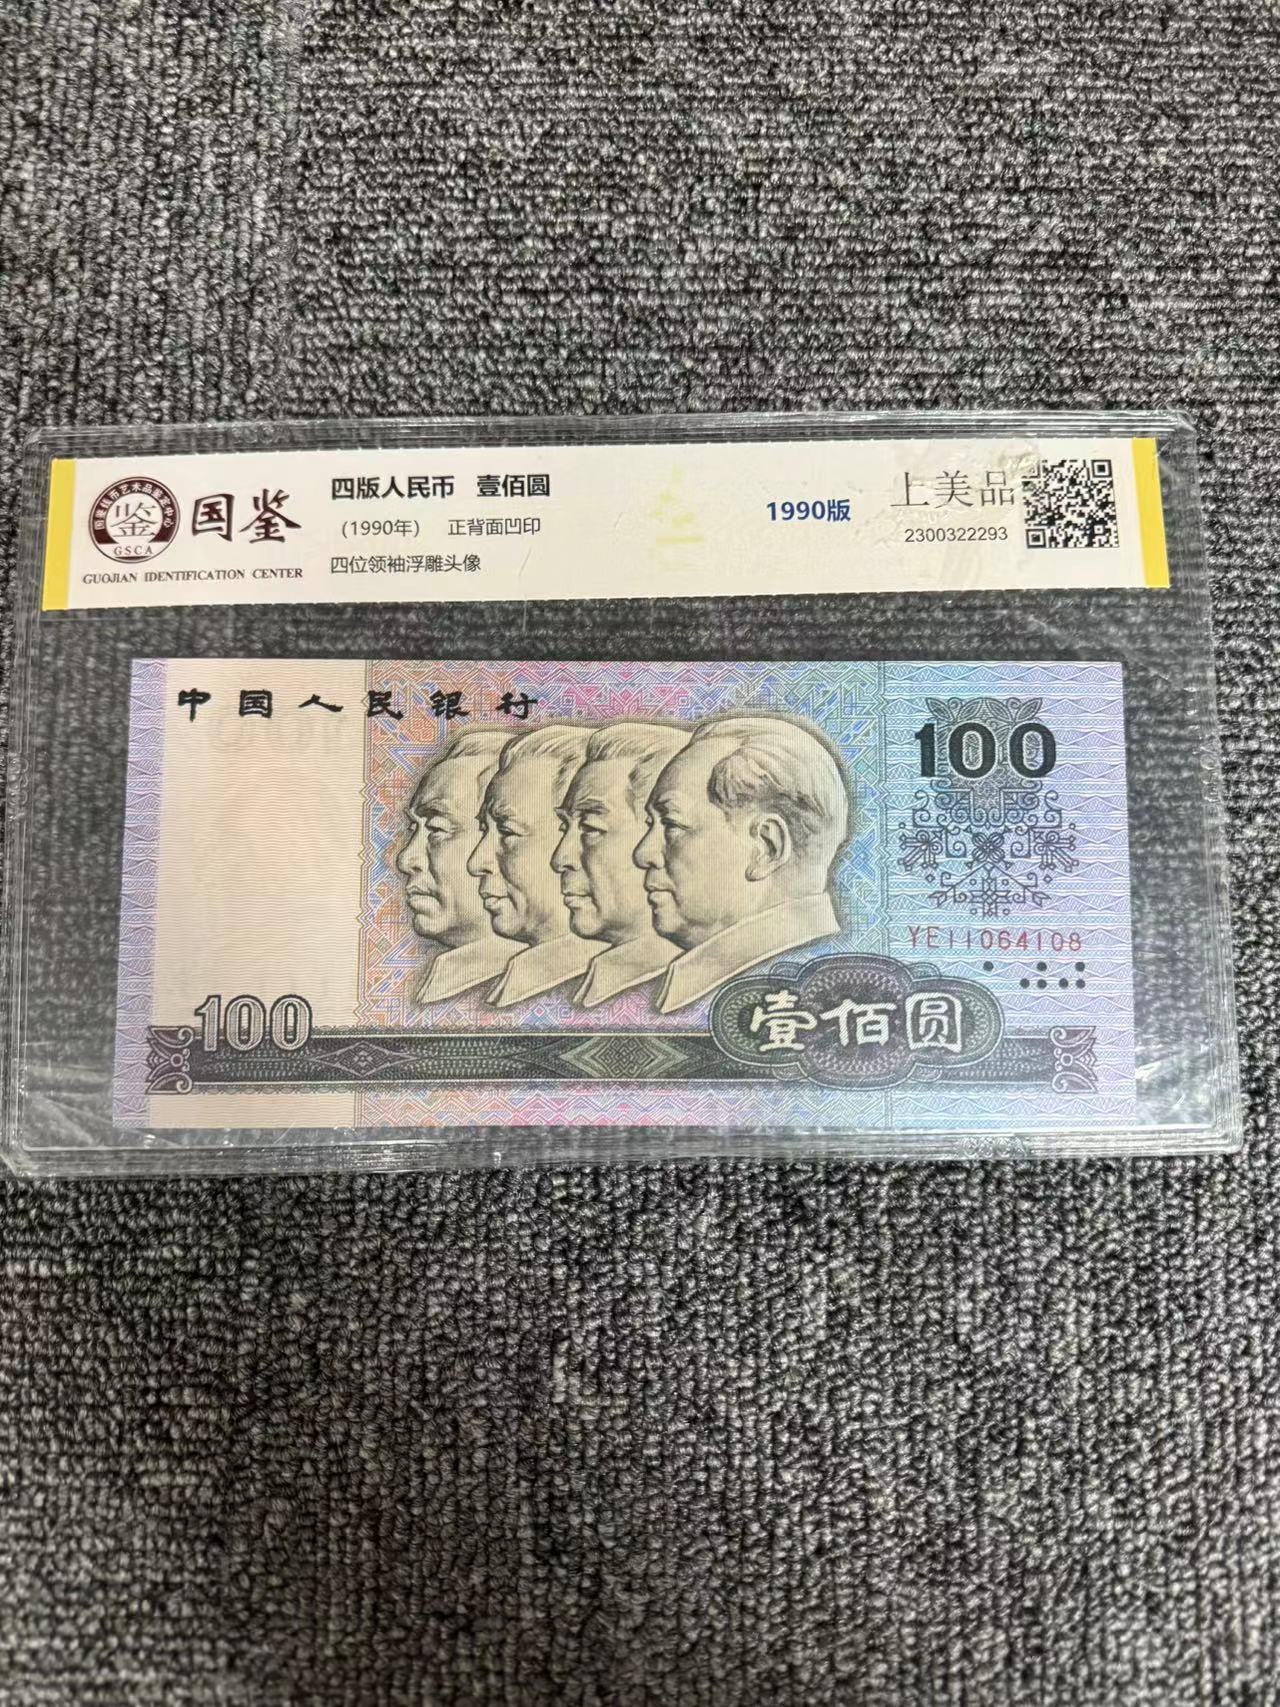 国鉴
GSCA
GUOJIAN IDENTIFICATION CENTER
四版人民币 壹佰圆
(1990年) 正背面凹印
四位领袖浮雕头像
1990版
上美品
2300322293
中国人民银行
100
YE11064108
100
壹佰圆